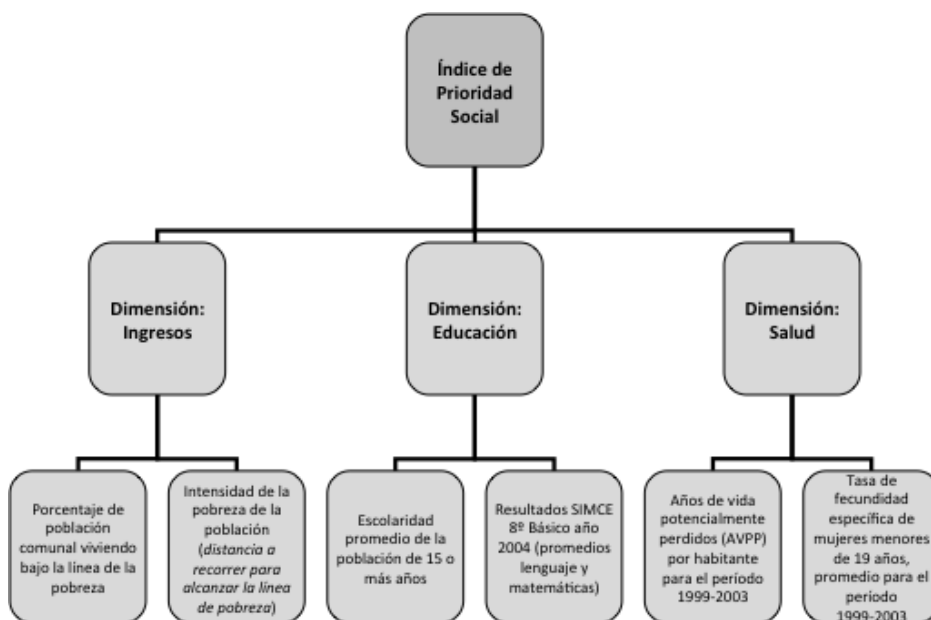 Índice de
Prioridad
Social
Dimensión:
Ingresos
Dimensión:
Educación
Dimensión:
Salud
Porcentaje de
población
comunal viviendo
bajo la línea de la
pobreza
Intensidad de la
pobreza de la
población
(distancia a
recorrer para
alcanzar la línea
de pobreza)
Escolaridad
promedio de la
población de 15 o
más años
Resultados SIMCE
8º Básico año
2004 (promedios
lenguaje y
matemáticas)
Años de vida
potencialmente
perdidos (AVPP)
por habitante
para el período
1999-2003
Tasa de
fecundidad
específica de
mujeres menores
de 19 años,
promedio para el
período
1999-2003